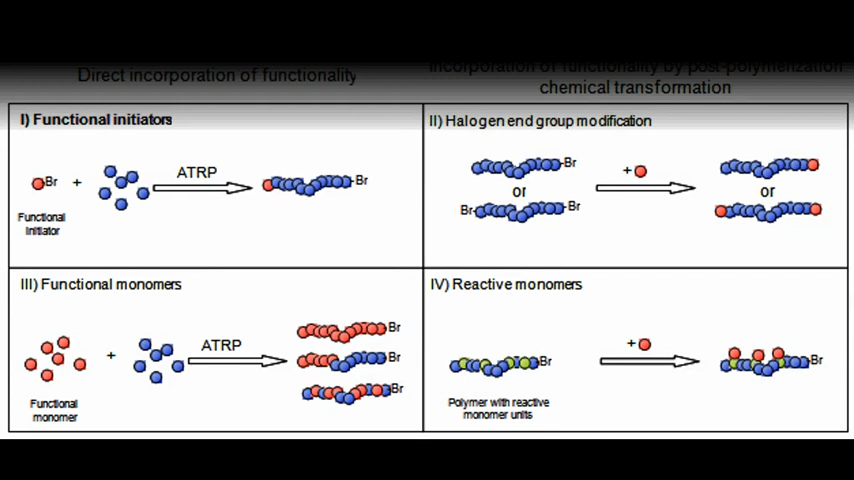 Direct incorporation of functionality
Incorporation of functionality by post-polymerization
chemical transformation
I) Functional initiators
Br
+
ATRP
Br
Functional
Initiator
II) Halogen end group modification
Br
+
or
or
Br
Br
III) Functional monomers
+
ATRP
Br
Br
Br
Functional
monomer
IV) Reactive monomers
Br
+
Br
Polymer with reactive
monomer units